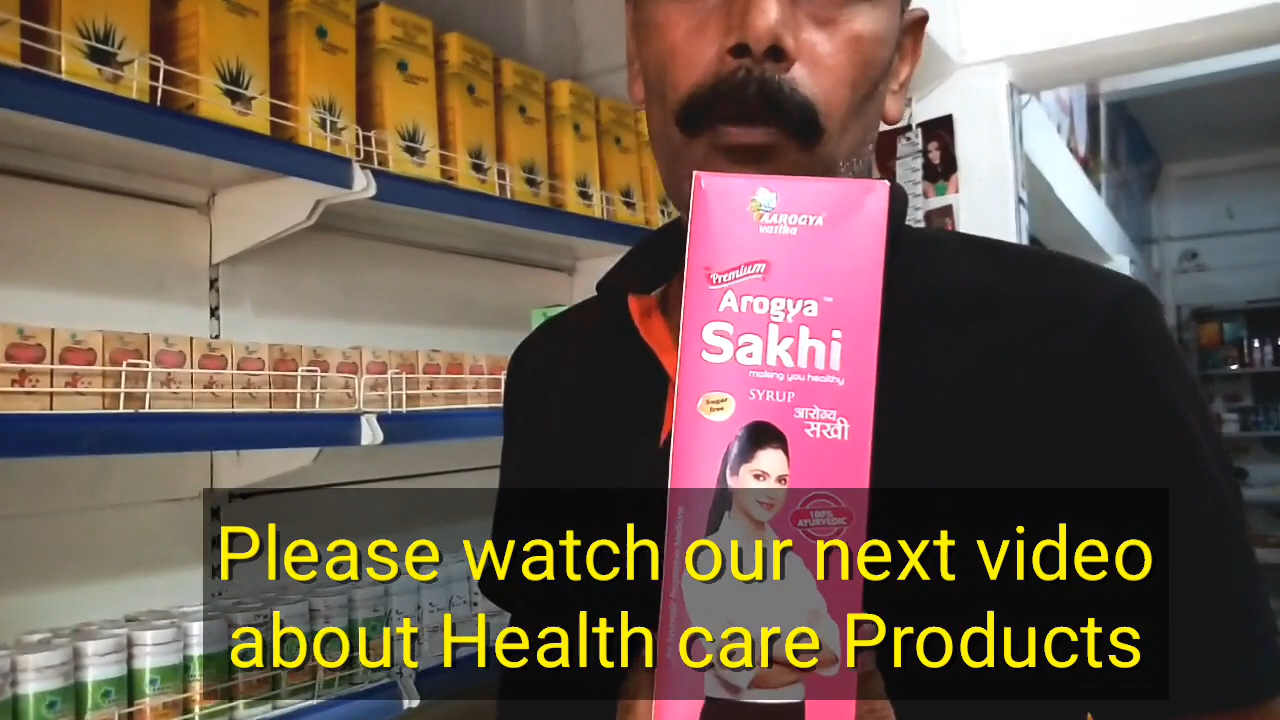 AAROGYA
vatika
Premium
Arogya™
Sakhi
making you healthy
SYRUP
Sugar
free
आरोग्य
सखी
100%
AYURVEDIC
Please watch our next video
about Health care Products